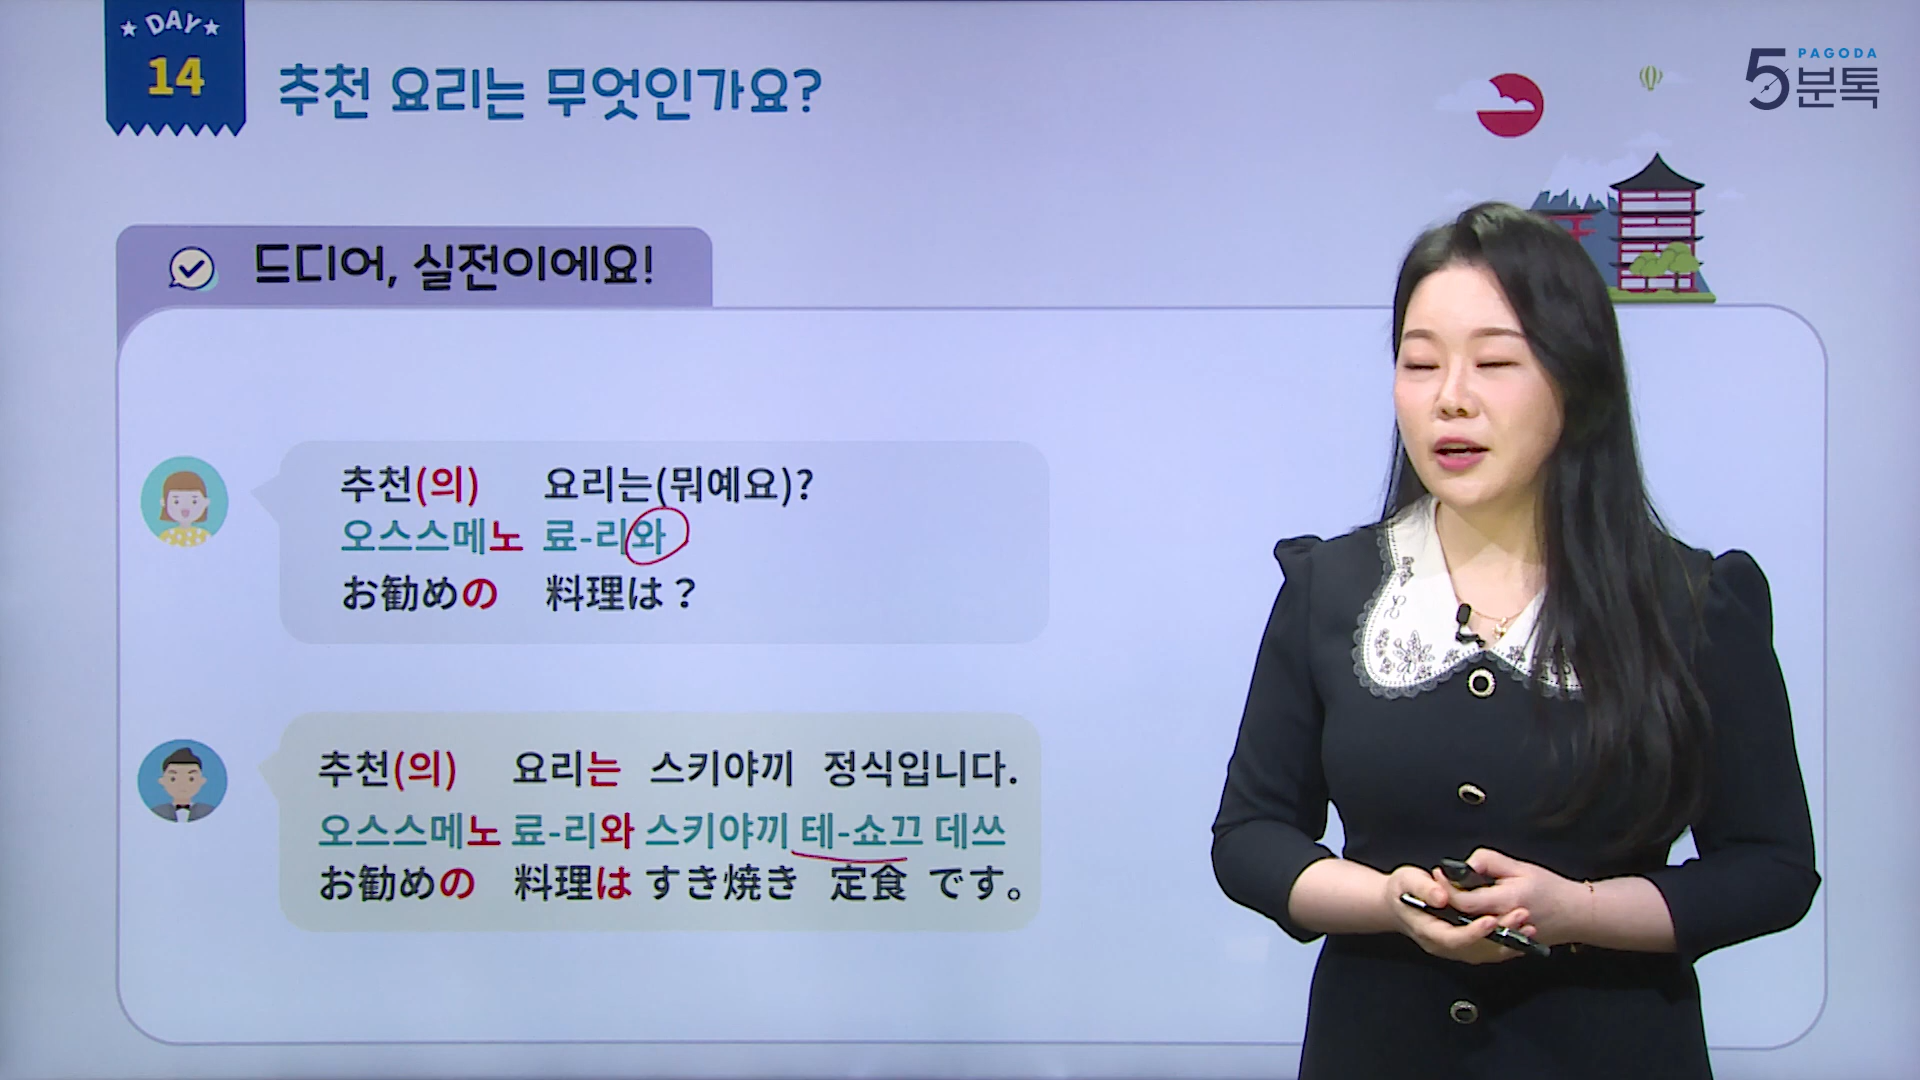 DAY
14
추천 요리는 무엇인가요?
PAGODA
5분톡
드디어, 실전이에요!
추천(의) 요리는(뭐예요)?
오스스메노 료-리와
お勧めの 料理は？
추천(의) 요리는 스키야끼 정식입니다.
오스스메노 료-리와 스키야끼 테-쇼끄 데쓰
お勧めの 料理は すき焼き 定食 です。